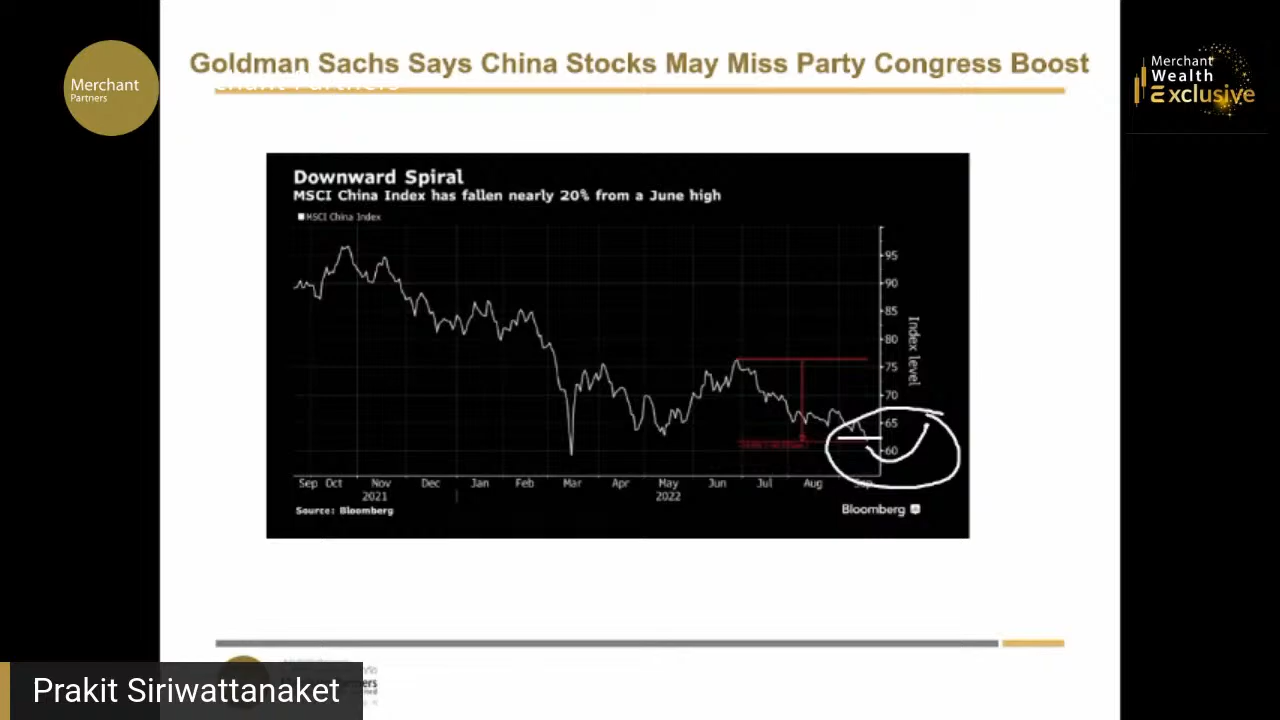 Goldman Sachs Says China Stocks May Miss Party Congress Boost
Merchant
Partners
Merchant
Wealth
Exclusive
Downward Spiral
MSCI China Index has fallen nearly 20% from a June high
MSCI China Index
95
90
85
80
75
70
65
60
Index level
Sep Oct Nov Dec Jan Feb Mar Apr May Jun Jul Aug Sep
2021 2022
Source: Bloomberg
Bloomberg
Prakit Siriwattanaket